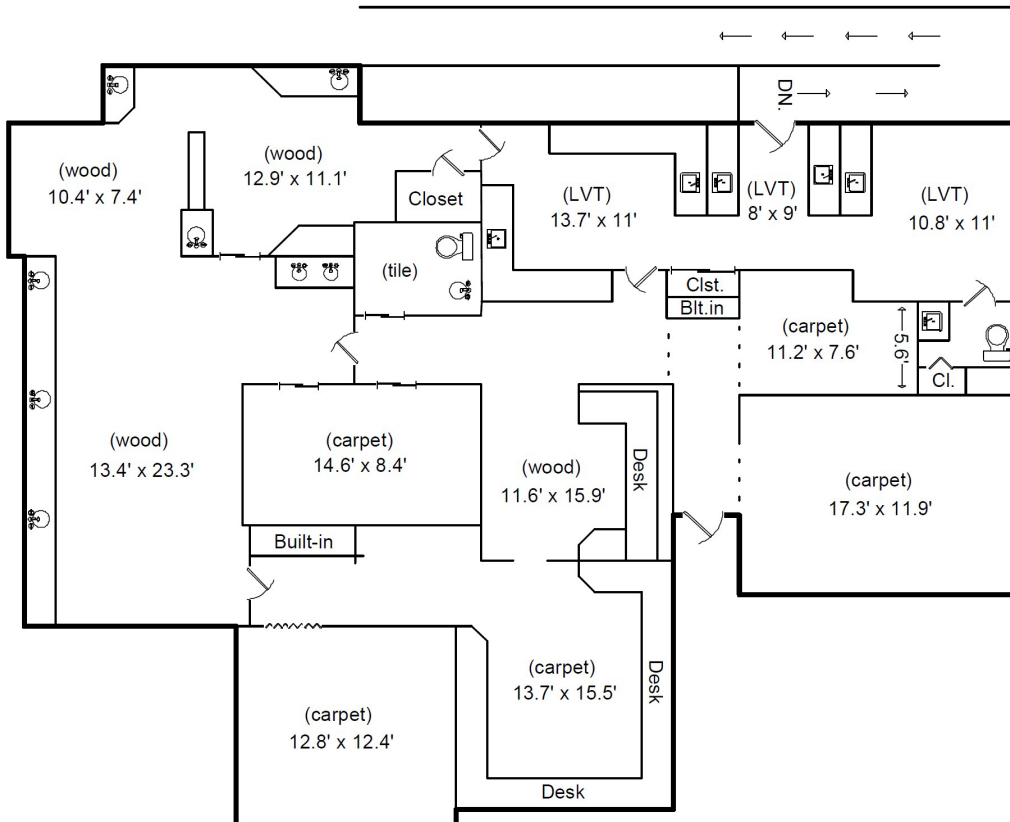 DN.
(wood)
10.4' x 7.4'
(wood)
12.9' x 11.1'
Closet
(LVT)
13.7' x 11'
(LVT)
8' x 9'
(LVT)
10.8' x 11'
(tile)
Clst.
Blt.in
(carpet)
11.2' x 7.6'
5.6'
Cl.
(wood)
13.4' x 23.3'
(carpet)
14.6' x 8.4'
(wood)
11.6' x 15.9'
Desk
(carpet)
17.3' x 11.9'
Built-in
(carpet)
13.7' x 15.5'
Desk
(carpet)
12.8' x 12.4'
Desk